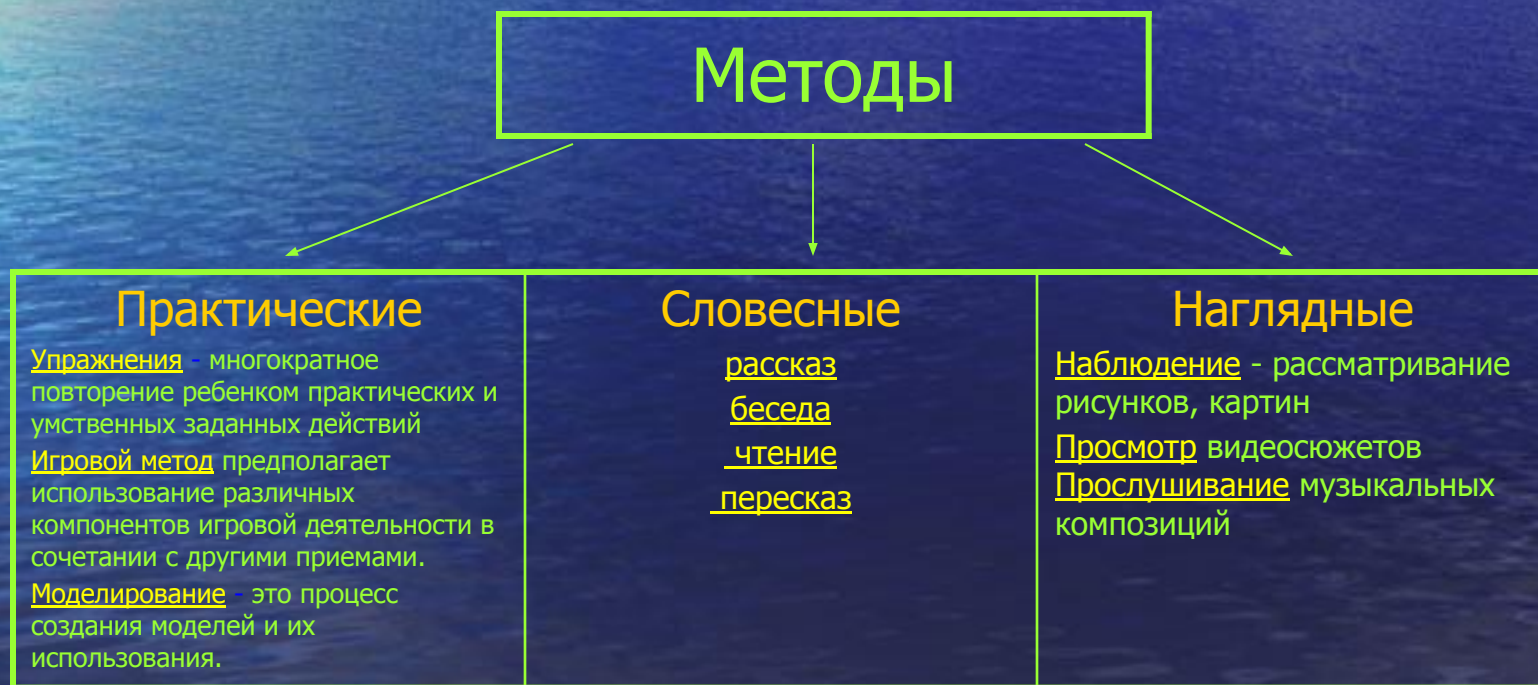 Методы
Практические
Упражнения - многократное
повторение ребенком практических и
умственных заданных действий
Игровой метод предполагает
использование различных
компонентов игровой деятельности в
сочетании с другими приемами.
Моделирование - это процесс
создания моделей и их
использования.
Словесные
рассказ
беседа
чтение
пересказ
Наглядные
Наблюдение - рассматривание
рисунков, картин
Просмотр видеосюжетов
Прослушивание музыкальных
композиций